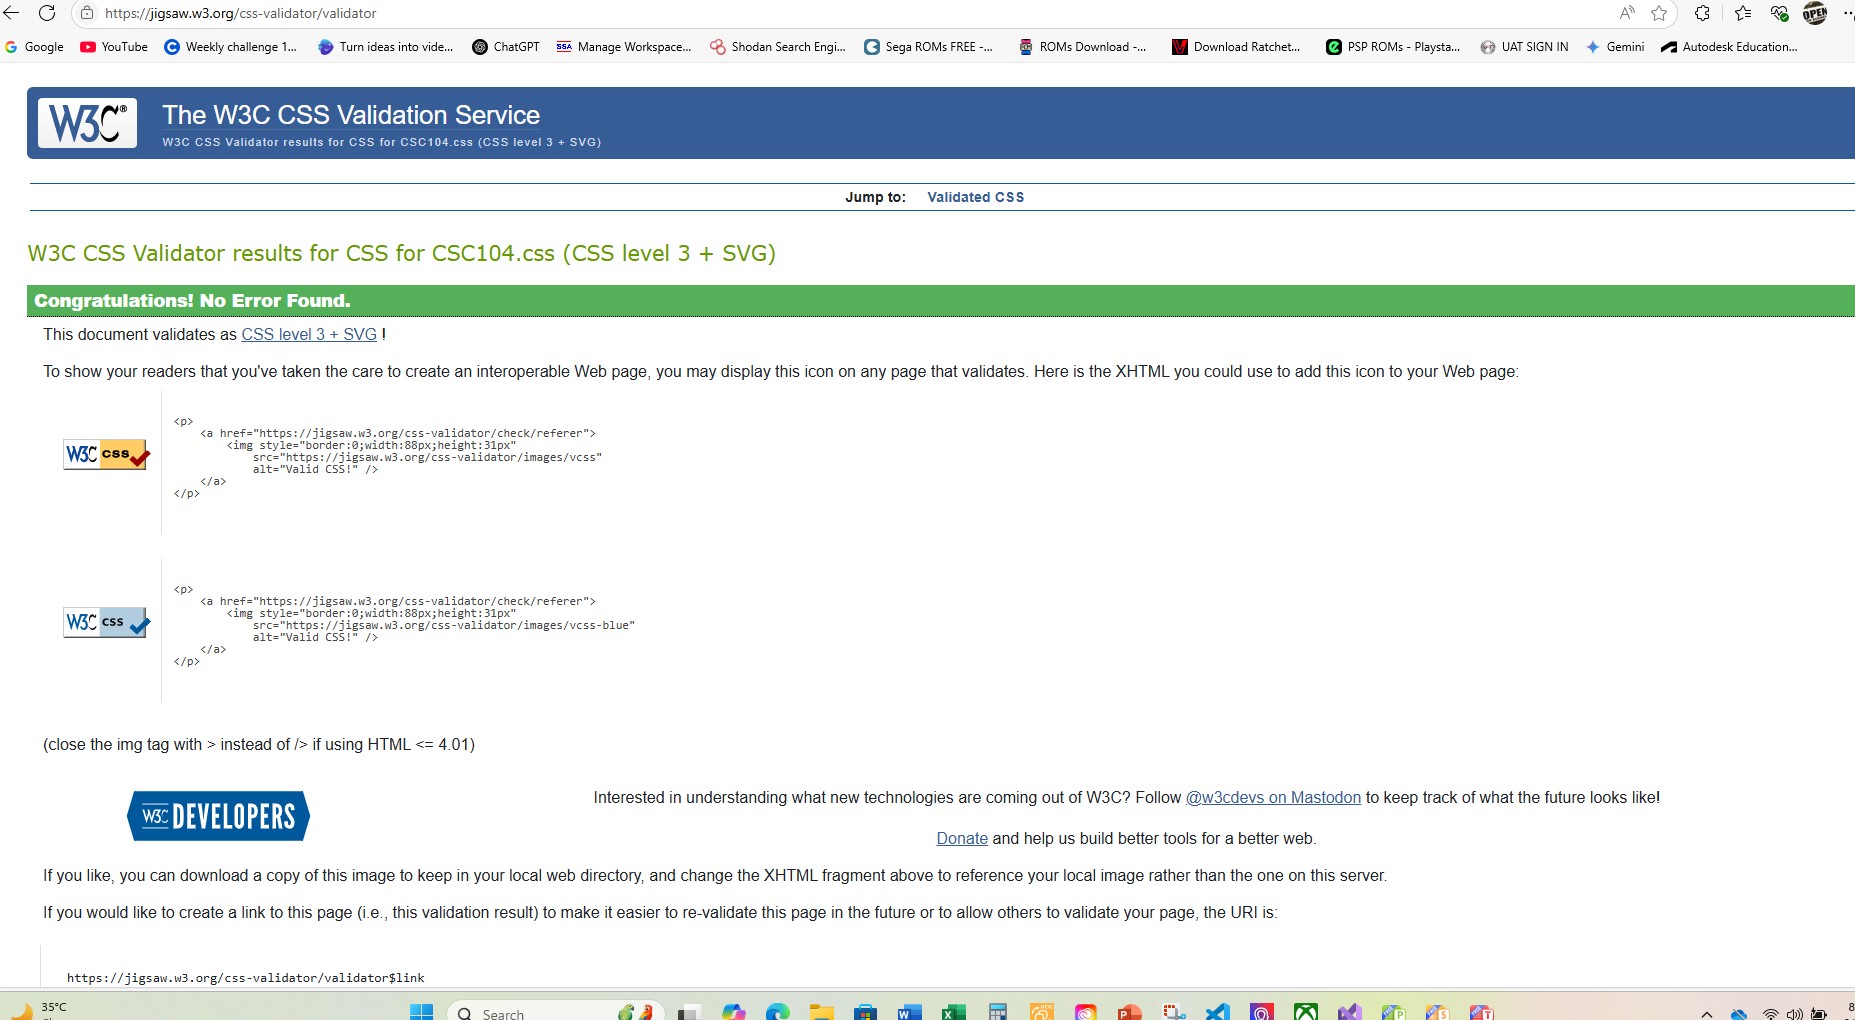 https://jigsaw.w3.org/css-validator/validator
Google YouTube Weekly challenge 1... Turn ideas into vide... ChatGPT SSA Manage Workspace... Shodan Search Engi... Sega ROMs FREE -... ROMs Download -... Download Ratchet... PSP ROMs - Playsta... UAT SIGN IN Gemini Autodesk Education...
W3C® The W3C CSS Validation Service
W3C CSS Validator results for CSS for CSC104.css (CSS level 3 + SVG)
Jump to: Validated CSS
W3C CSS Validator results for CSS for CSC104.css (CSS level 3 + SVG)
Congratulations! No Error Found.
This document validates as CSS level 3 + SVG !
To show your readers that you've taken the care to create an interoperable Web page, you may display this icon on any page that validates. Here is the XHTML you could use to add this icon to your Web page:
W3C css
<p>
<a href="https://jigsaw.w3.org/css-validator/check/referer">
<img style="border:0;width:88px;height:31px"
src="https://jigsaw.w3.org/css-validator/images/vcss"
alt="Valid CSS!" />
</a>
</p>
W3C css
<p>
<a href="https://jigsaw.w3.org/css-validator/check/referer">
<img style="border:0;width:88px;height:31px"
src="https://jigsaw.w3.org/css-validator/images/vcss-blue"
alt="Valid CSS!" />
</a>
</p>
(close the img tag with > instead of /> if using HTML <= 4.01)
W3C DEVELOPERS
Interested in understanding what new technologies are coming out of W3C? Follow @w3cdevs on Mastodon to keep track of what the future looks like!
Donate and help us build better tools for a better web.
If you like, you can download a copy of this image to keep in your local web directory, and change the XHTML fragment above to reference your local image rather than the one on this server.
If you would like to create a link to this page (i.e., this validation result) to make it easier to re-validate this page in the future or to allow others to validate your page, the URI is:
https://jigsaw.w3.org/css-validator/validator$link
35°C
Search